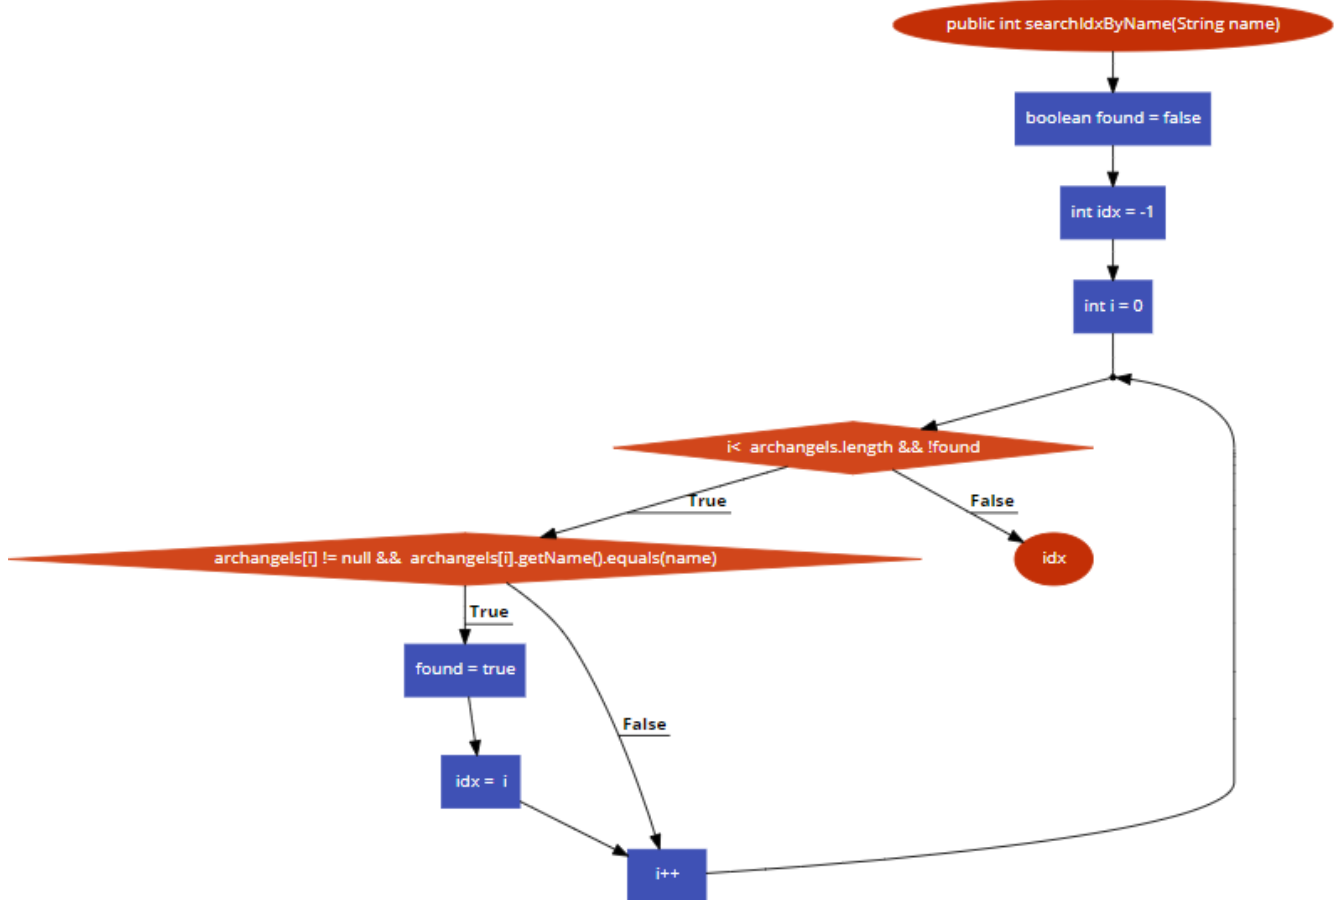 public int searchIdxByName(String name)
boolean found = false
int idx = -1
int i = 0
i<  archangels.length && !found
True
False
archangels[i] != null &&  archangels[i].getName().equals(name)
idx
True
found = true
False
idx =  i
i++